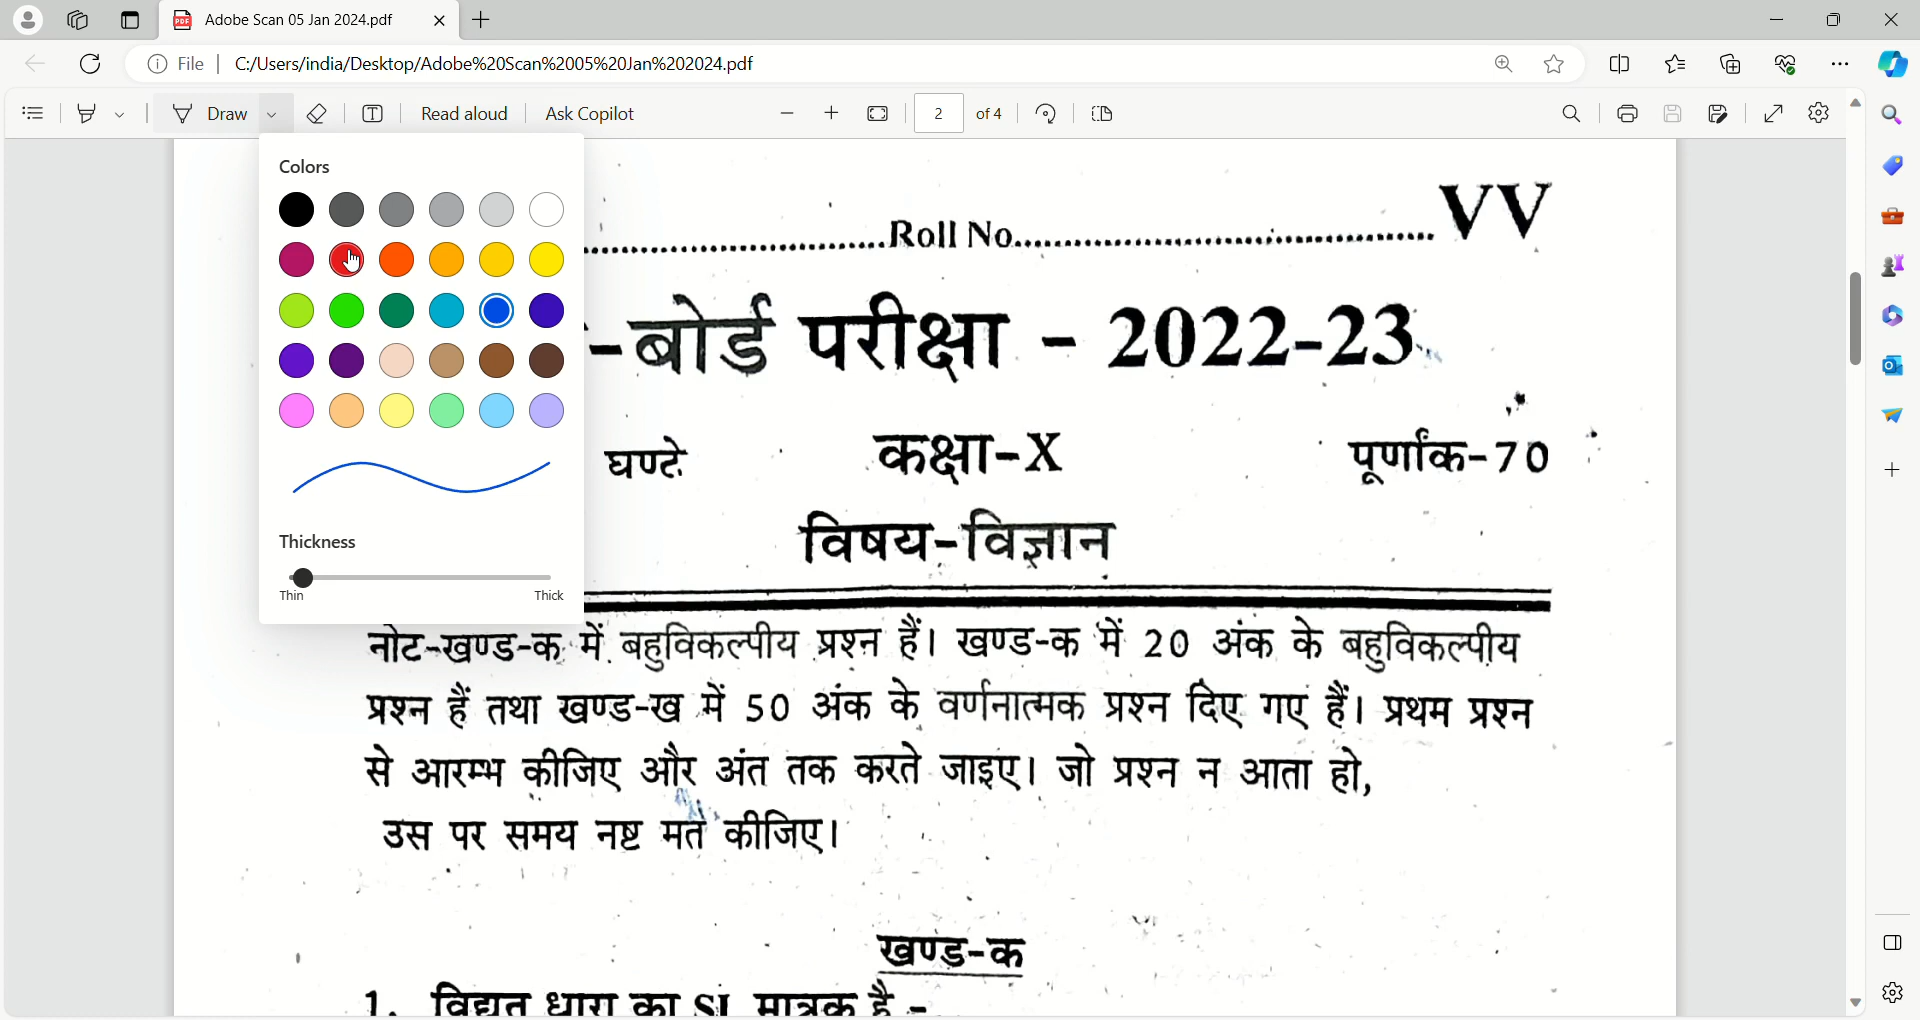 Adobe Scan 05 Jan 2024.pdf
File C:/Users/india/Desktop/Adobe%20Scan%2005%20Jan%202024.pdf
Draw Read aloud Ask Copilot 2 of 4
Colors
Thickness
Thin Thick
VV
Roll No.
-बोर्ड परीक्षा - 2022-23
घण्टे कक्षा-X पूर्णांक-70
विषय-विज्ञान
नोट-खण्ड-क में बहुविकल्पीय प्रश्न हैं। खण्ड-क में 20 अंक के बहुविकल्पीय
प्रश्न हैं तथा खण्ड-ख में 50 अंक के वर्णनात्मक प्रश्न दिए गए हैं। प्रथम प्रश्न
से आरम्भ कीजिए और अंत तक करते जाइए। जो प्रश्न न आता हो,
उस पर समय नष्ट मत कीजिए।
खण्ड-क
1. विद्युत धारा का SI मात्रक है -